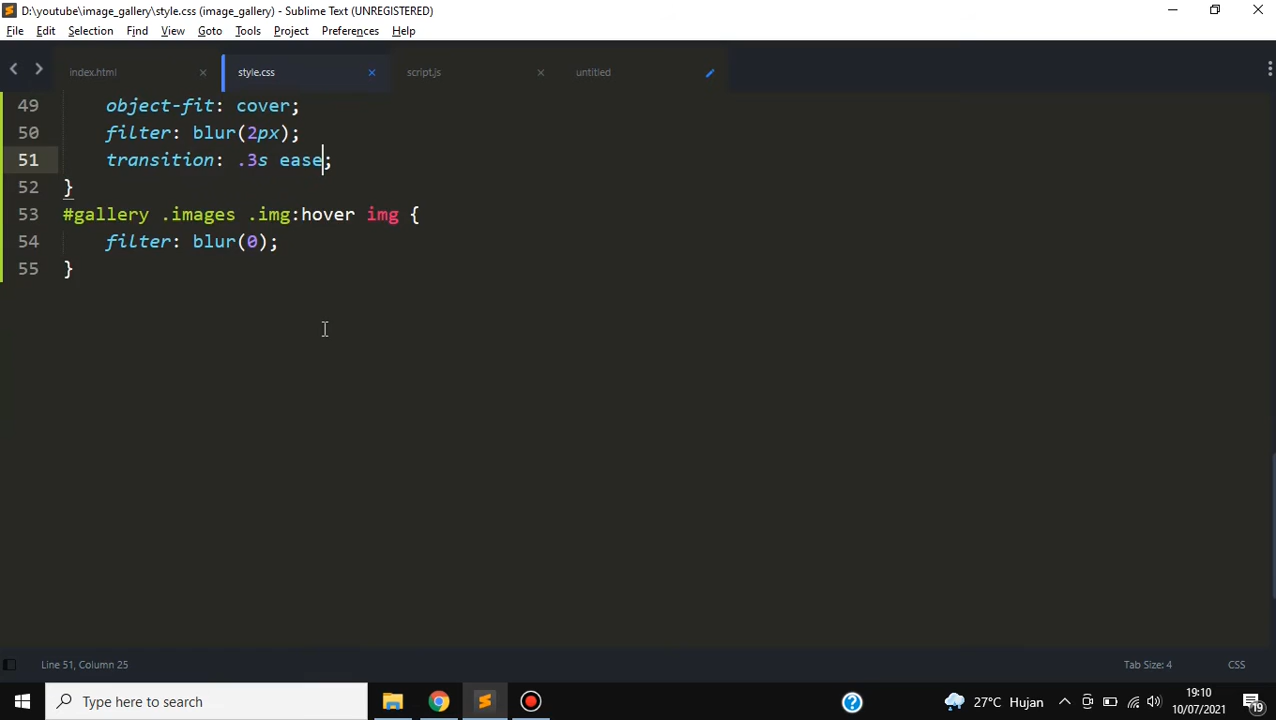 D:\youtube\image_gallery\style.css (image_gallery) - Sublime Text (UNREGISTERED)
File Edit Selection Find View Goto Tools Project Preferences Help
index.html style.css script.js untitled
49 object-fit: cover;
50 filter: blur(2px);
51 transition: .3s ease;
52 }
53 #gallery .images .img:hover img {
54 filter: blur(0);
55 }
Line 51, Column 25 Tab Size: 4 CSS
Type here to search 27°C Hujan 19:10
10/07/2021 19